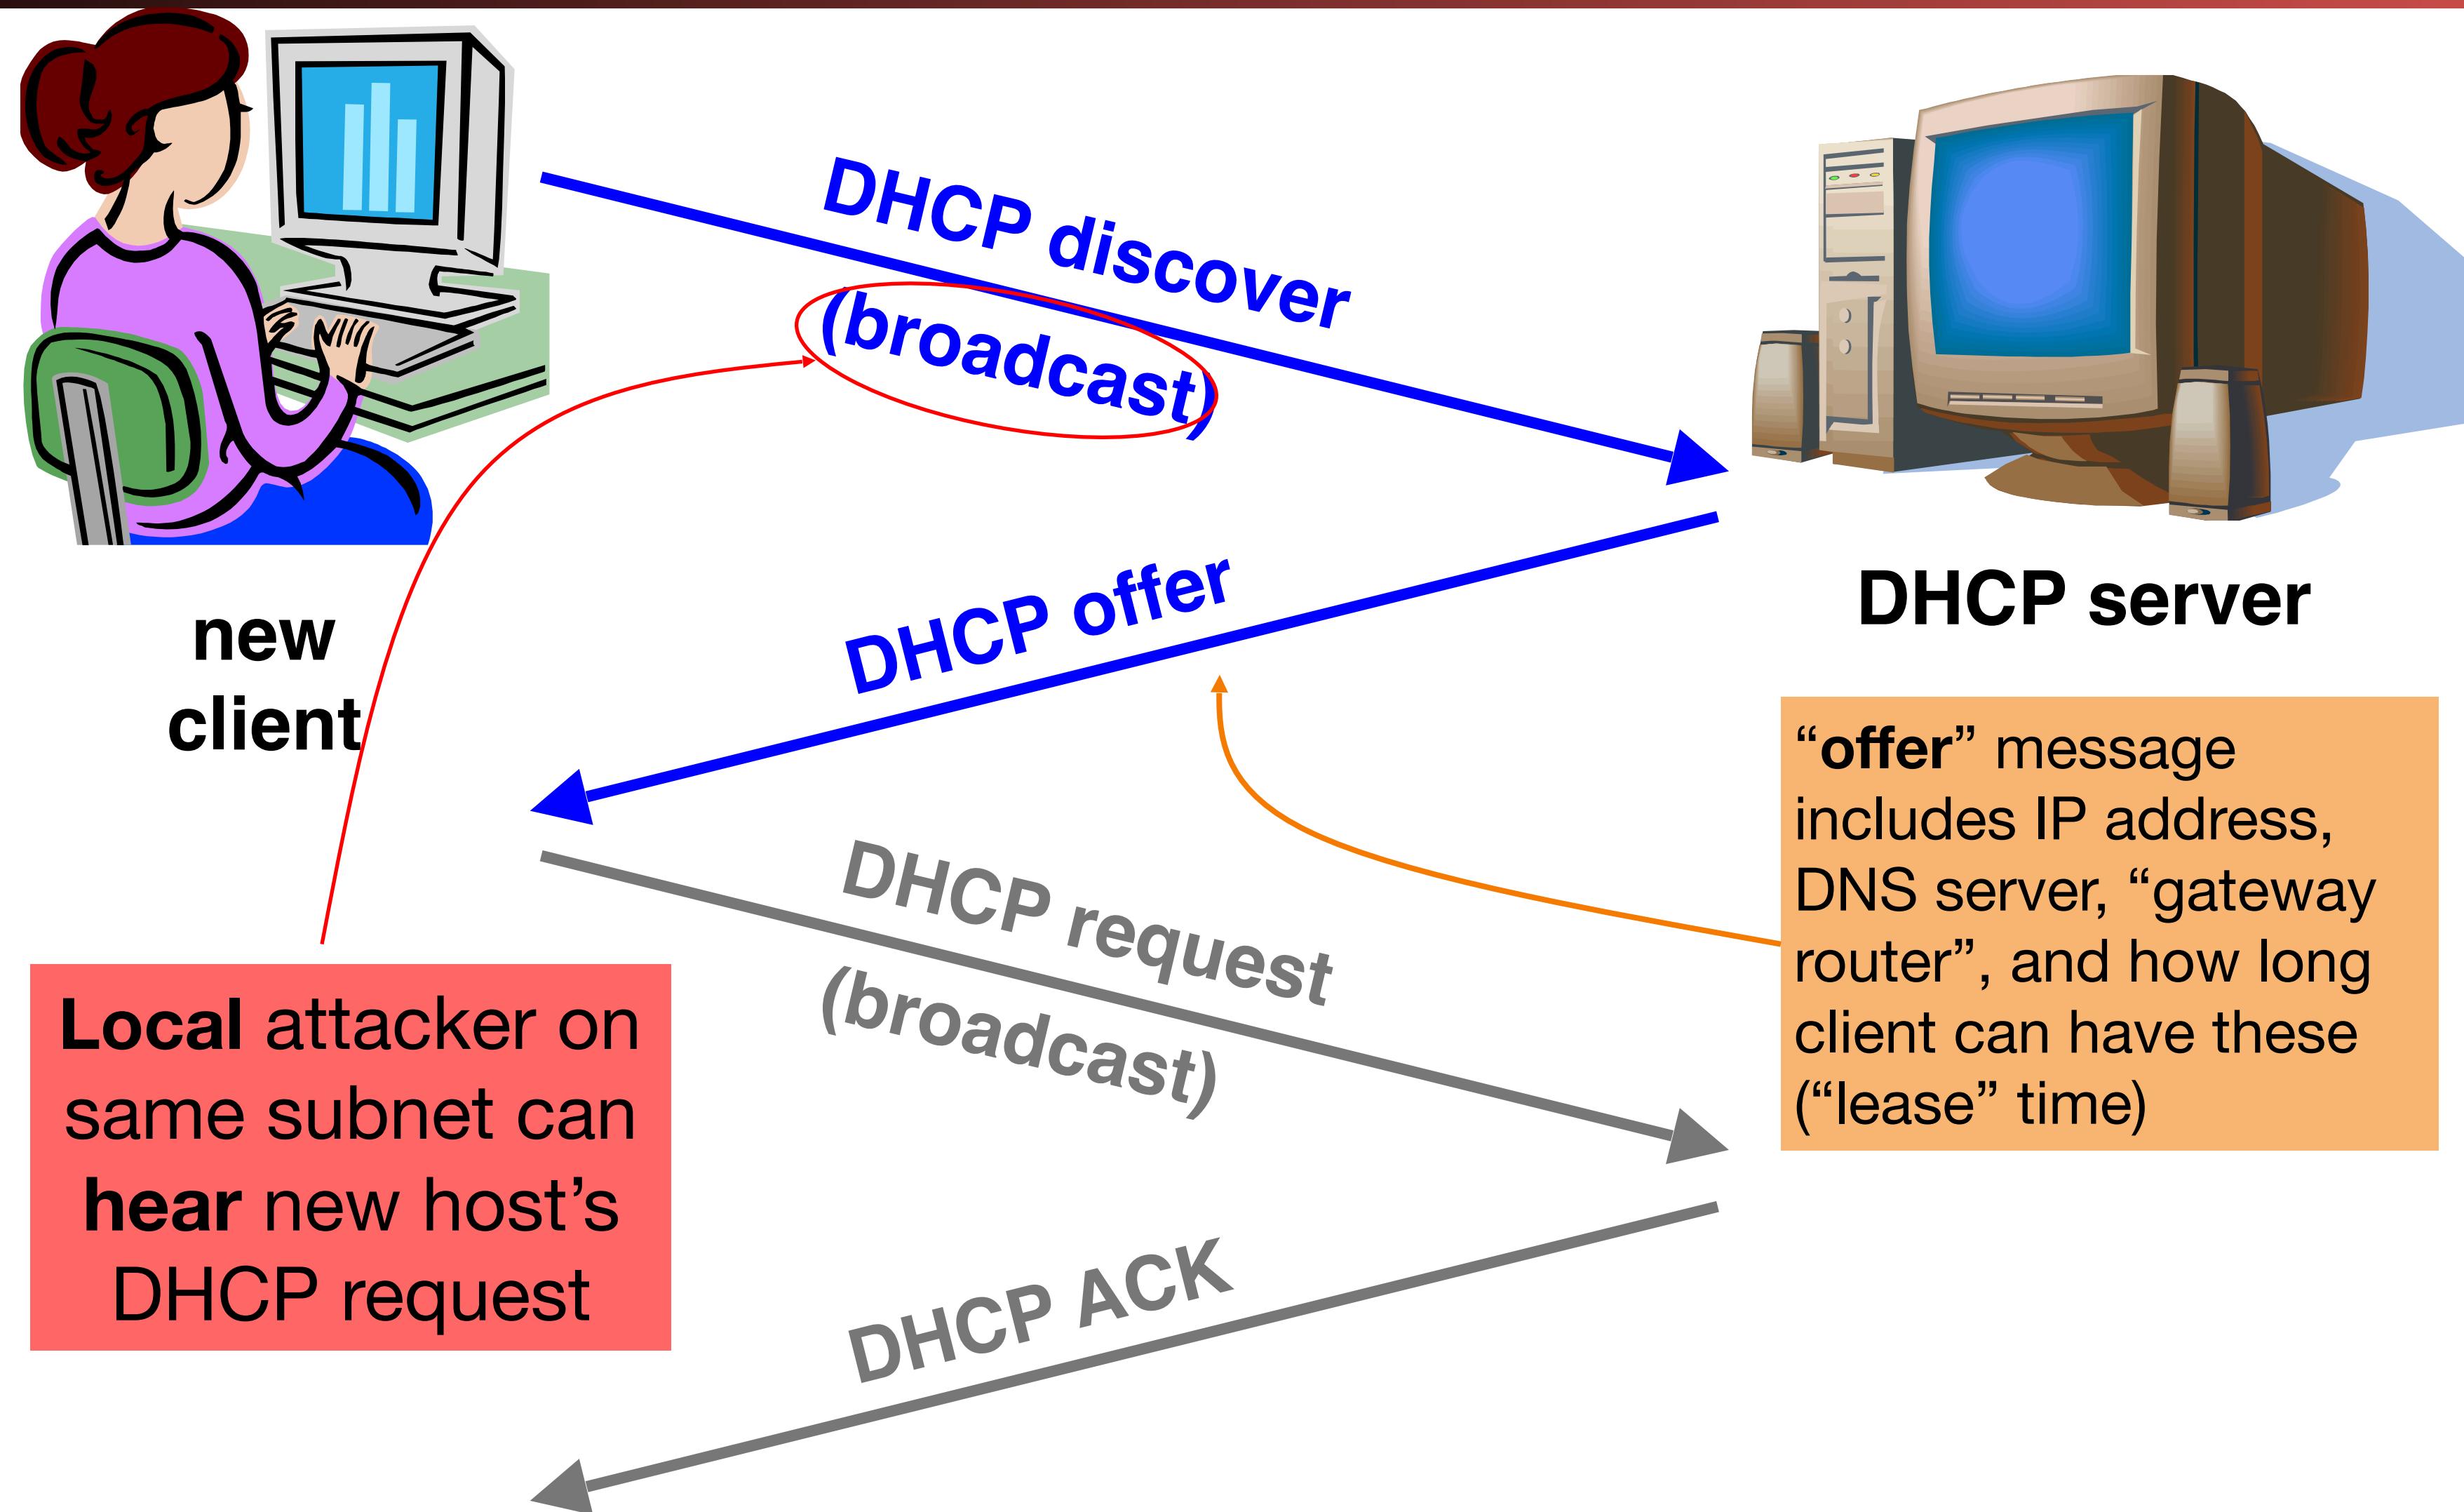 DHCP discover
(broadcast)
DHCP offer
new
client
DHCP server
“offer” message
includes IP address,
DNS server, “gateway
router”, and how long
client can have these
(“lease” time)
DHCP request
(broadcast)
Local attacker on
same subnet can
hear new host’s
DHCP request
DHCP ACK